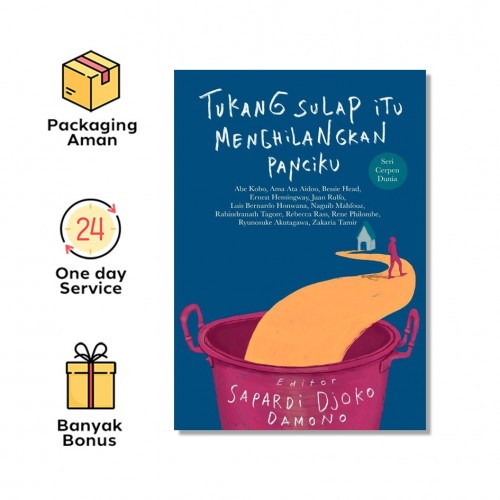 Packaging
Aman
24
One day
Service
Banyak
Bonus
TUKANG SULAP iTU
MENGHILANGKAN
PANCIKU
Seri
Cerpen
Dunia
Abe Kobo, Ama Ata Aidoo, Bessie Head,
Ernest Hemingway, Juan Rulfo,
Luis Bernardo Honwana, Naguib Mahfouz,
Rabindranath Tagore, Rebecca Rass, Rene Philombe,
Ryunosuke Akutagawa, Zakaria Tamir
Editor
SAPARDi DJOKO
DAMONO